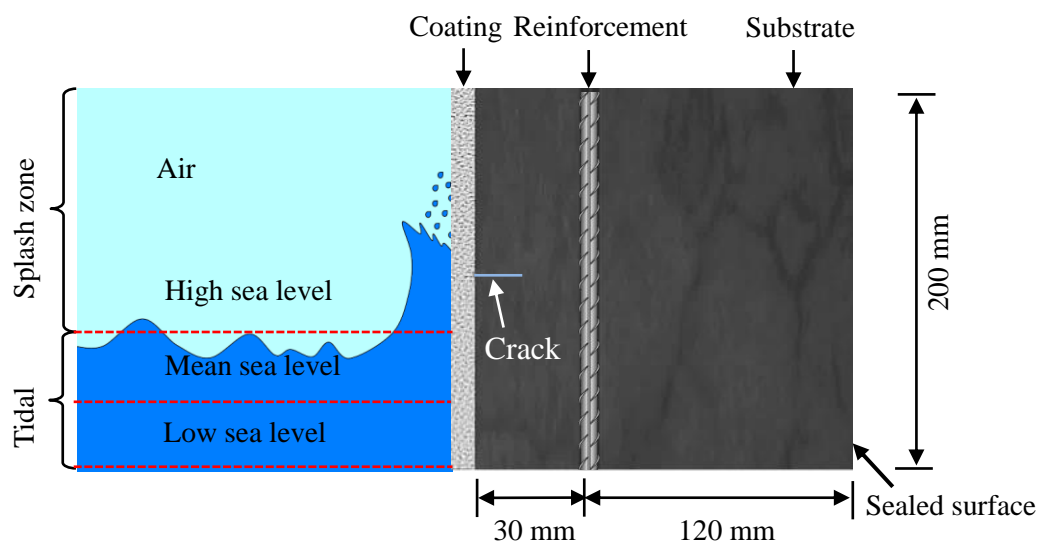 Coating
Reinforcement
Substrate
Splash zone
Air
High sea level
Crack
200 mm
Tidal
Mean sea level
Low sea level
Sealed surface
30 mm
120 mm